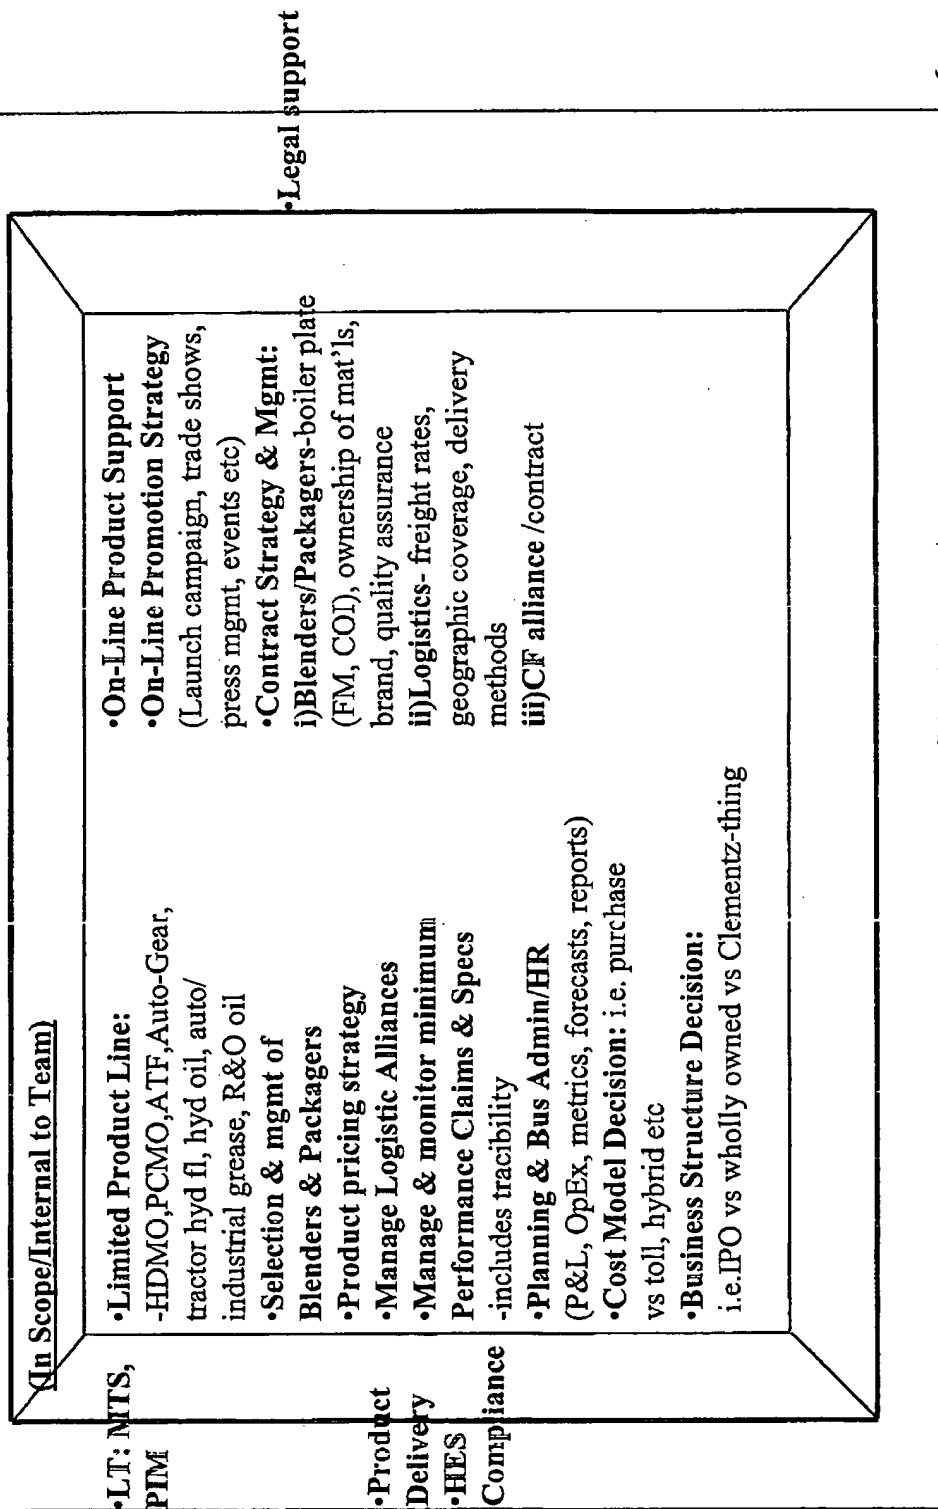 (In Scope/Internal to Team)
•LT: MTS,
PIM
•Product
Delivery
•HES
Compliance
•Limited Product Line:
-HDMO,PCMO,ATF,Auto-Gear,
tractor hyd fl, hyd oil, auto/
industrial grease, R&O oil
•Selection & mgmt of
Blenders & Packagers
•Product pricing strategy
•Manage Logistic Alliances
•Manage & monitor minimum
Performance Claims & Specs
-includes tracibility
•Planning & Bus Admin/HR
(P&L, OpEx, metrics, forecasts, reports)
•Cost Model Decision: i.e. purchase
vs toll, hybrid etc
•Business Structure Decision:
i.e.IPO vs wholly owned vs Clementz-thing
•On-Line Product Support
•On-Line Promotion Strategy
(Launch campaign, trade shows,
press mgmt, events etc)
•Contract Strategy & Mgmt:
i)Blenders/Packagers-boiler plate
(FM, COI), ownership of mat'ls,
brand, quality assurance
ii)Logistics- freight rates,
geographic coverage, delivery
methods
iii)CF alliance /contract
•Legal support